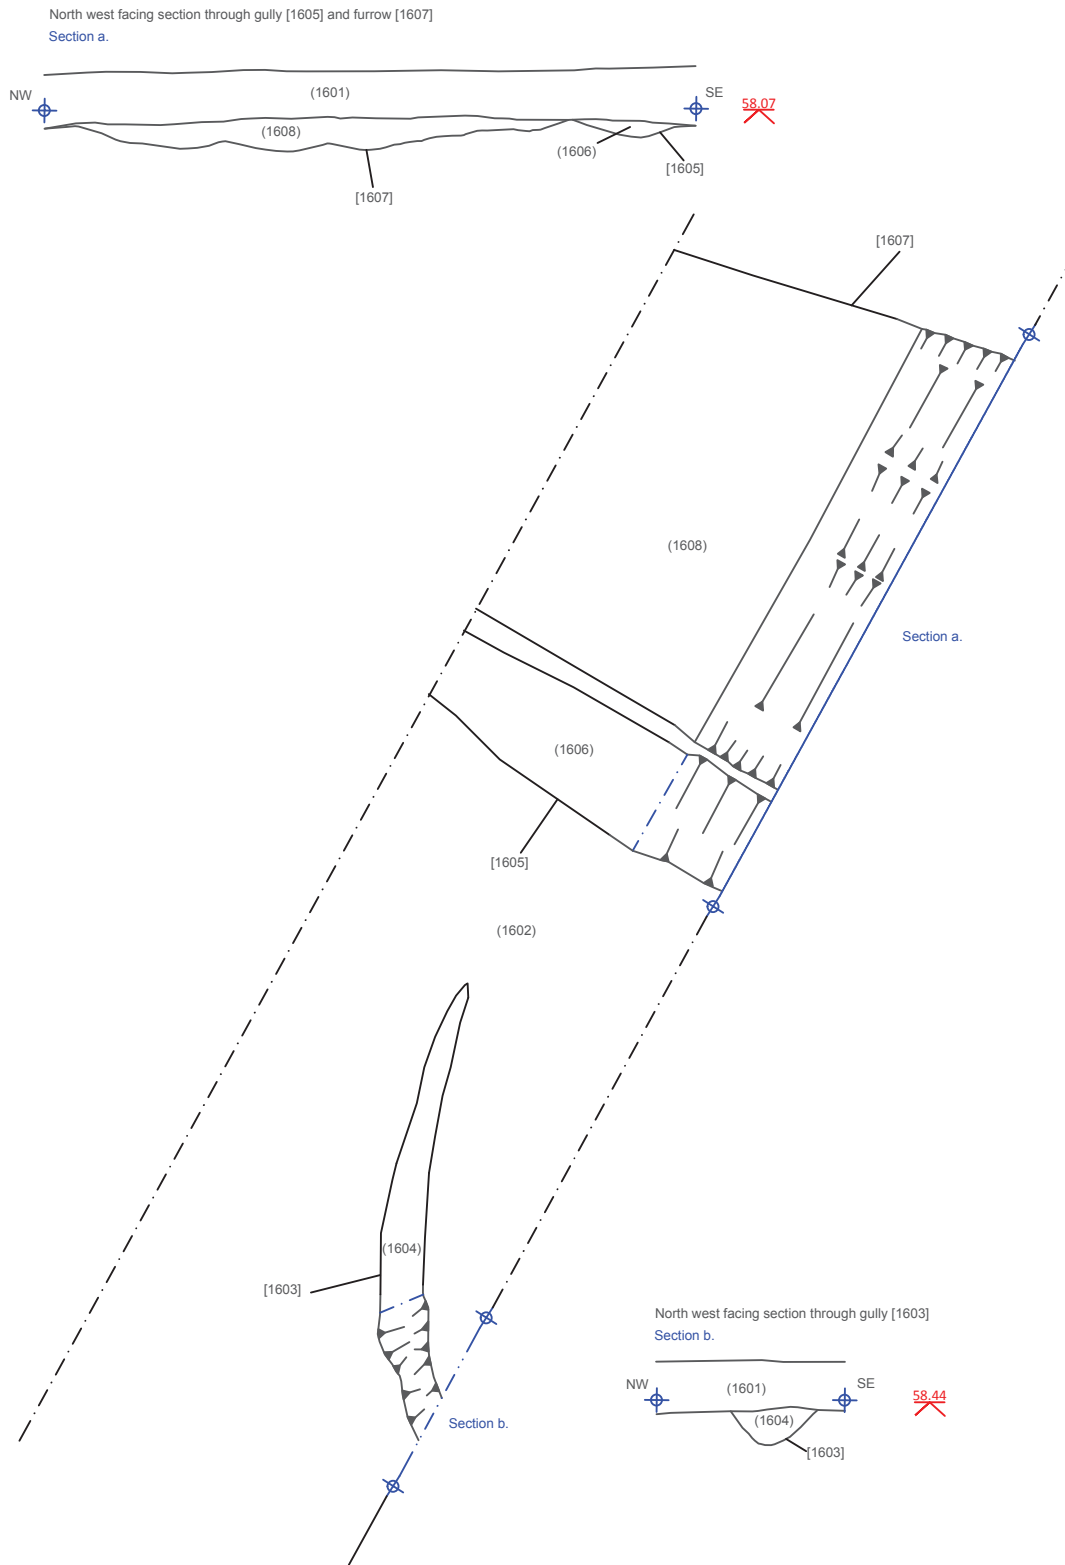 North west facing section through gully [1605] and furrow [1607]
Section a.
NW
(1601)
SE
58.07
(1608)
(1606)
[1605]
[1607]
[1607]
(1608)
Section a.
(1606)
[1605]
(1602)
(1604)
[1603]
Section b.
North west facing section through gully [1603]
Section b.
NW
(1601)
SE
58.44
(1604)
[1603]